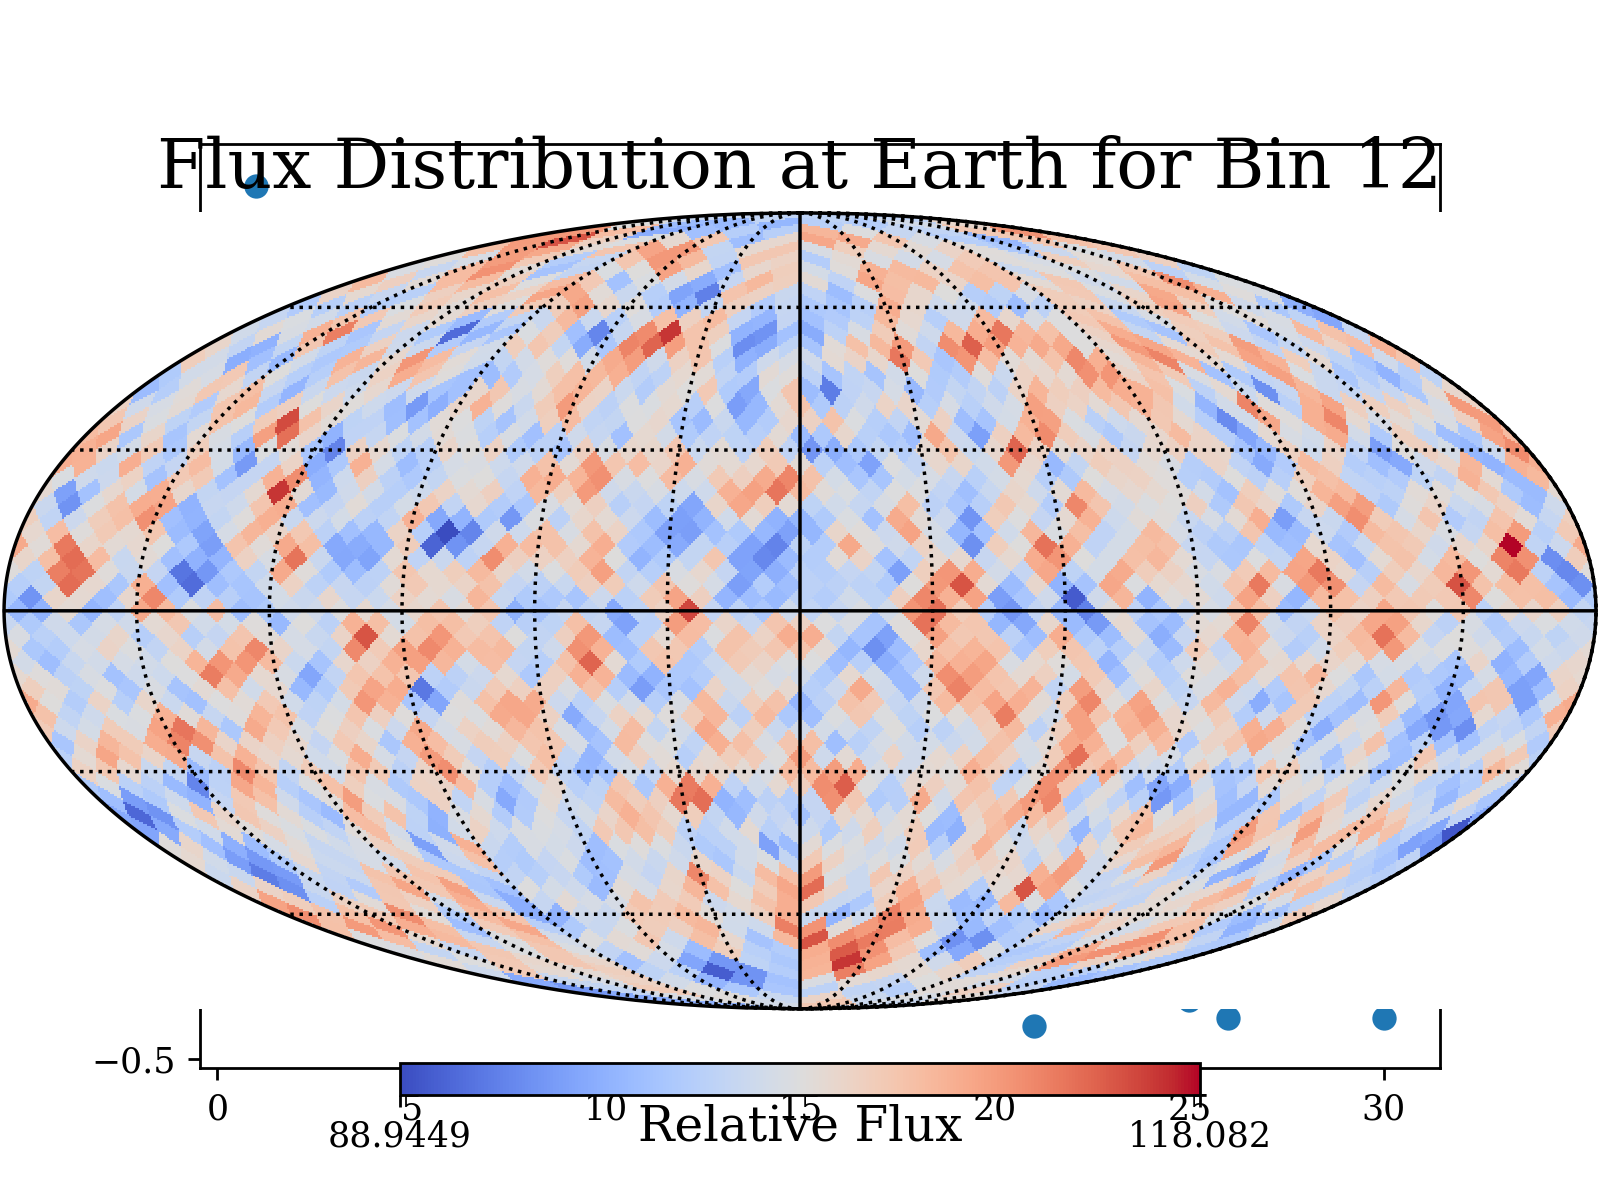 Flux Distribution at Earth for Bin 12
−0.5
0 5 10 15 20 25 30
Relative Flux
88.9449 118.082